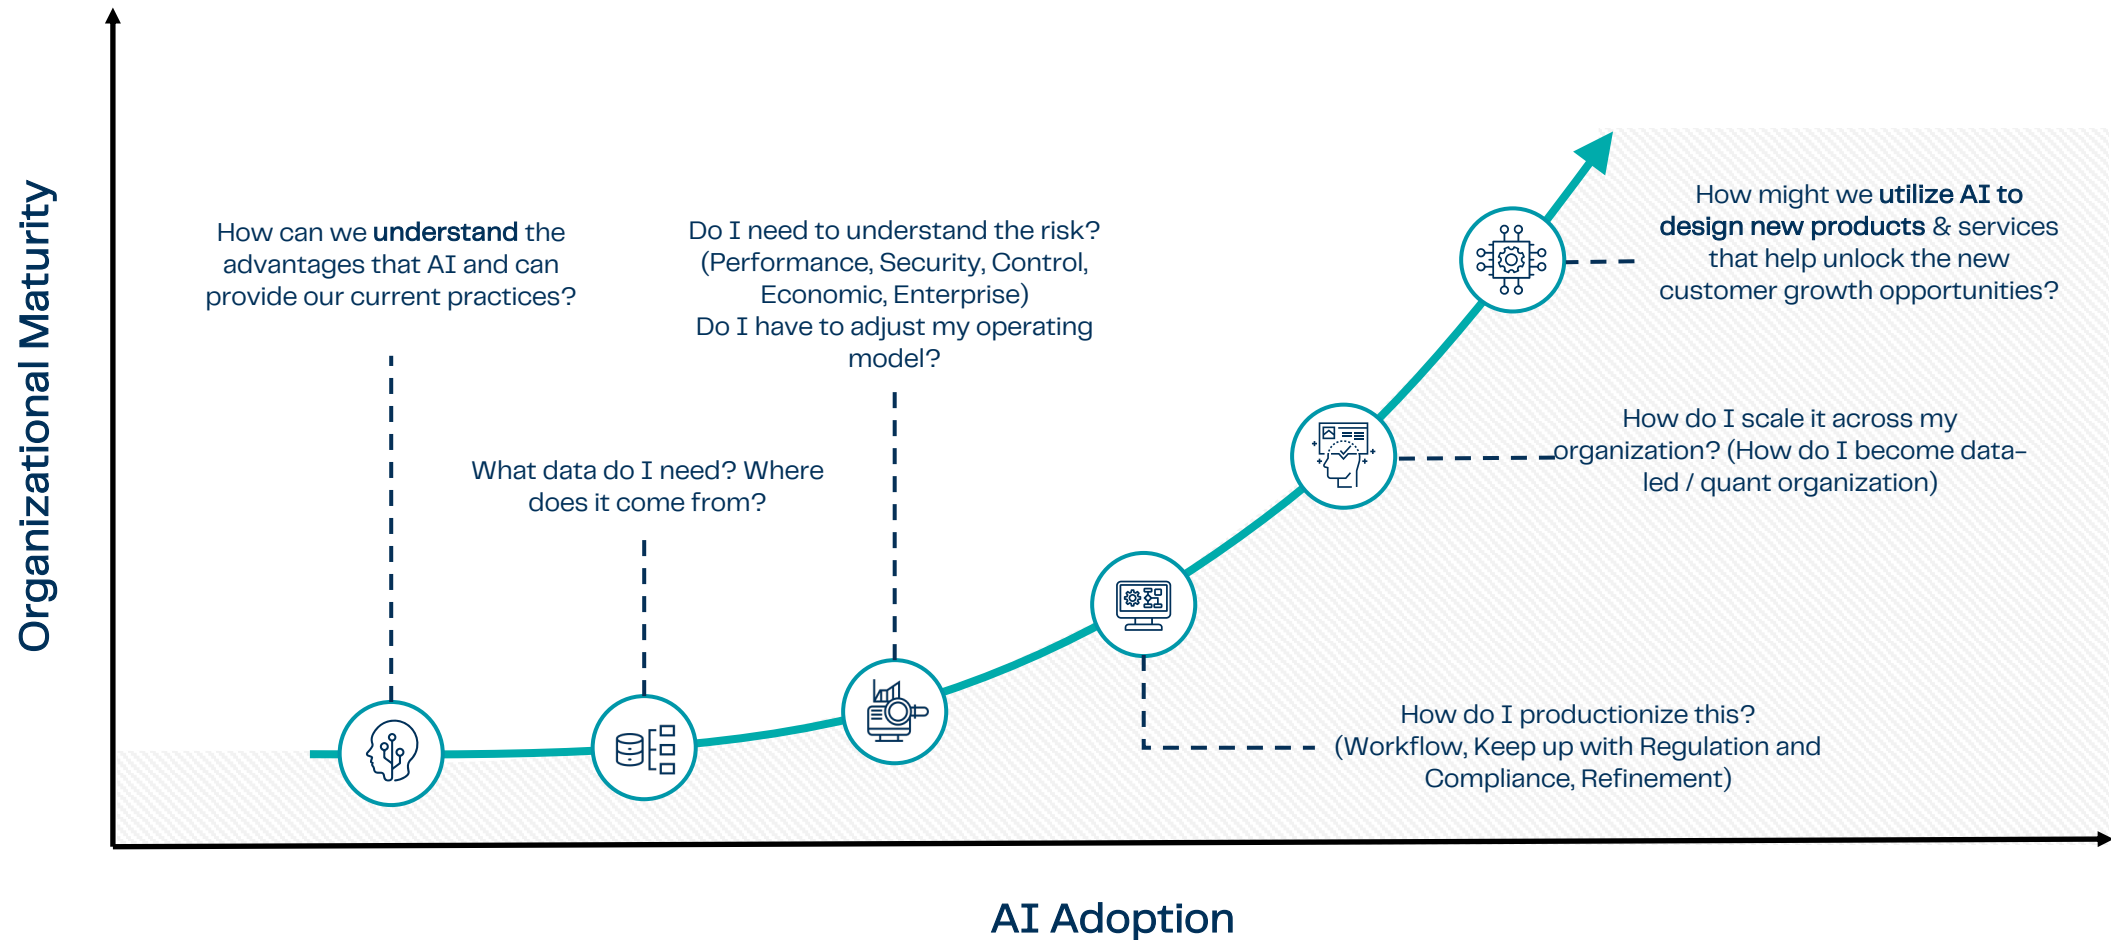 Organizational Maturity
How can we understand the
advantages that AI and can
provide our current practices?
What data do I need? Where
does it come from?
Do I need to understand the risk?
(Performance, Security, Control,
Economic, Enterprise)
Do I have to adjust my operating
model?
How do I productionize this?
(Workflow, Keep up with Regulation and
Compliance, Refinement)
How do I scale it across my
organization? (How do I become data-
led / quant organization)
How might we utilize AI to
design new products & services
that help unlock the new
customer growth opportunities?
AI Adoption